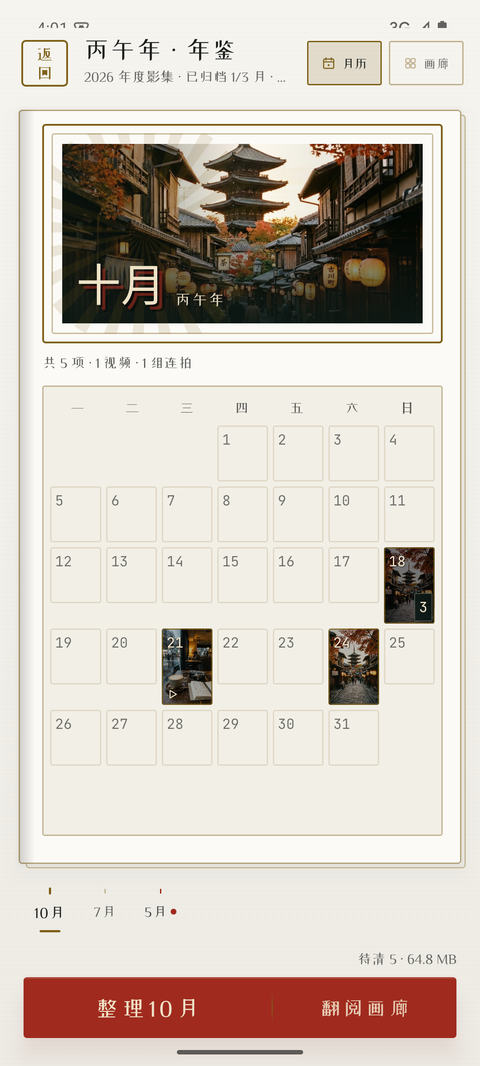 4:01
3G
返回
丙午年 · 年鉴
2026 年度影集 · 已归档 1/3 月 · ...
月历
画廊
古川町
十月 丙午年
共 5 项 · 1 视频 · 1 组连拍
一 二 三 四 五 六 日
1 2 3 4
5 6 7 8 9 10 11
12 13 14 15 16 17 18
3
19 20 21 22 23 24 25
26 27 28 29 30 31
10月 7月 5月
待清 5 · 64.8 MB
整理10月 翻阅画廊